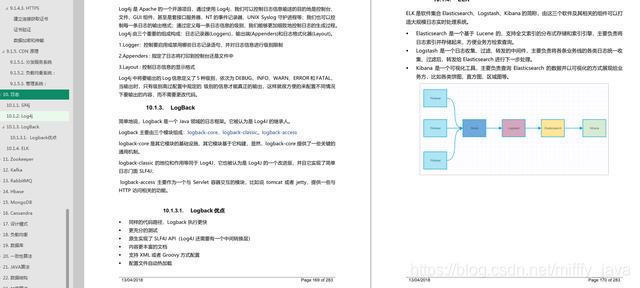 9.1.4.3. HTTPS
建立连接获取证书
证书验证
数据加密和传输
9.1.5. CDN 原理
9.1.5.1. 分发服务系统
9.1.5.2. 负载均衡系统：
9.1.5.3. 管理系统：
10. 日志
10.1.1. Slf4j
10.1.2. Log4j
10.1.3. LogBack
10.1.3.1. Logback优点
10.1.4. ELK
11. Zookeeper
12. Kafka
13. RabbitMQ
14. Hbase
15. MongoDB
16. Cassandra
17. 设计模式
18. 负载均衡
19. 数据库
20. 一致性算法
21. JAVA算法
22. 数据结构
Log4j 是 Apache 的一个开源项目，通过使用 Log4j，我们可以控制日志信息输送的目的地是控制台、
文件、GUI 组件、甚至是套接口服务器、NT 的事件记录器、UNIX Syslog 守护进程等；我们也可以控
制每一条日志的输出格式；通过定义每一条日志信息的级别，我们能够更加细致地控制日志的生成过程。
Log4j 由三个重要的组成构成：日志记录器(Loggers)，输出端(Appenders)和日志格式化器(Layout)。
1.Logger：控制要启用或禁用哪些日志记录语句，并对日志信息进行级别限制
2.Appenders : 指定了日志将打印到控制台还是文件中
3.Layout : 控制日志信息的显示格式
Log4j 中将要输出的 Log 信息定义了 5 种级别，依次为 DEBUG、INFO、WARN、ERROR 和 FATAL，
当输出时，只有级别高过配置中规定的 级别的信息才能真正的输出，这样就很方便的来配置不同情况
下要输出的内容，而不需要更改代码。
10.1.3. LogBack
简单地说，Logback 是一个 Java 领域的日志框架。它被认为是 Log4J 的继承人。
Logback 主要由三个模块组成：logback-core，logback-classic。logback-access
logback-core 是其它模块的基础设施，其它模块基于它构建，显然，logback-core 提供了一些关键的
通用机制。
logback-classic 的地位和作用等同于 Log4J，它也被认为是 Log4J 的一个改进版，并且它实现了简单
日志门面 SLF4J。
logback-access 主要作为一个与 Servlet 容器交互的模块，比如说 tomcat 或者 jetty，提供一些与
HTTP 访问相关的功能。
10.1.3.1. Logback 优点
• 同样的代码路径，Logback 执行更快
• 更充分的测试
• 原生实现了 SLF4J API（Log4J 还需要有一个中间转换层）
• 内容更丰富的文档
• 支持 XML 或者 Groovy 方式配置
• 配置文件自动热加载
13/04/2018
Page 169 of 283
ELK 是软件集合 Elasticsearch、Logstash、Kibana 的简称，由这三个软件及其相关的组件可以打
造大规模日志实时处理系统。
• Elasticsearch 是一个基于 Lucene 的、支持全文索引的分布式存储和索引引擎，主要负责将
日志索引并存储起来，方便业务方检索查询。
• Logstash 是一个日志收集、过滤、转发的中间件，主要负责将各条业务线的各类日志统一收
集、过滤后，转发给 Elasticsearch 进行下一步处理。
• Kibana 是一个可视化工具，主要负责查询 Elasticsearch 的数据并以可视化的方式展现给业
务方，比如各类饼图、直方图、区域图等。
13/04/2018
Page 170 of 283
https://blog.csdn.net/miffly_java